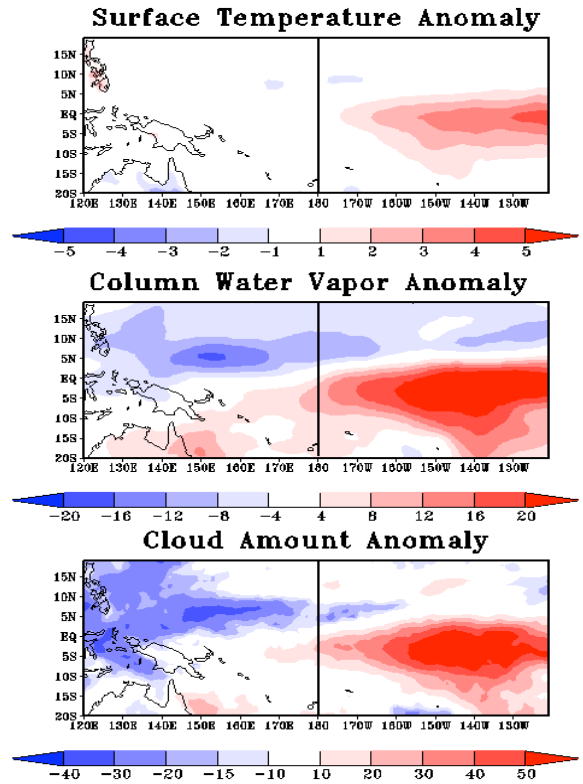 Surface Temperature Anomaly
15N
10N
5N
EQ
5S
10S
15S
20S
120E 130E 140E 150E 160E 170E 180 170W 160W 150W 140W 130W
-5 -4 -3 -2 -1 1 2 3 4 5
Column Water Vapor Anomaly
15N
10N
5N
EQ
5S
10S
15S
20S
120E 130E 140E 150E 160E 170E 180 170W 160W 150W 140W 130W
-20 -16 -12 -8 -4 4 8 12 16 20
Cloud Amount Anomaly
15N
10N
5N
EQ
5S
10S
15S
20S
120E 130E 140E 150E 160E 170E 180 170W 160W 150W 140W 130W
-40 -30 -20 -15 -10 10 20 30 40 50